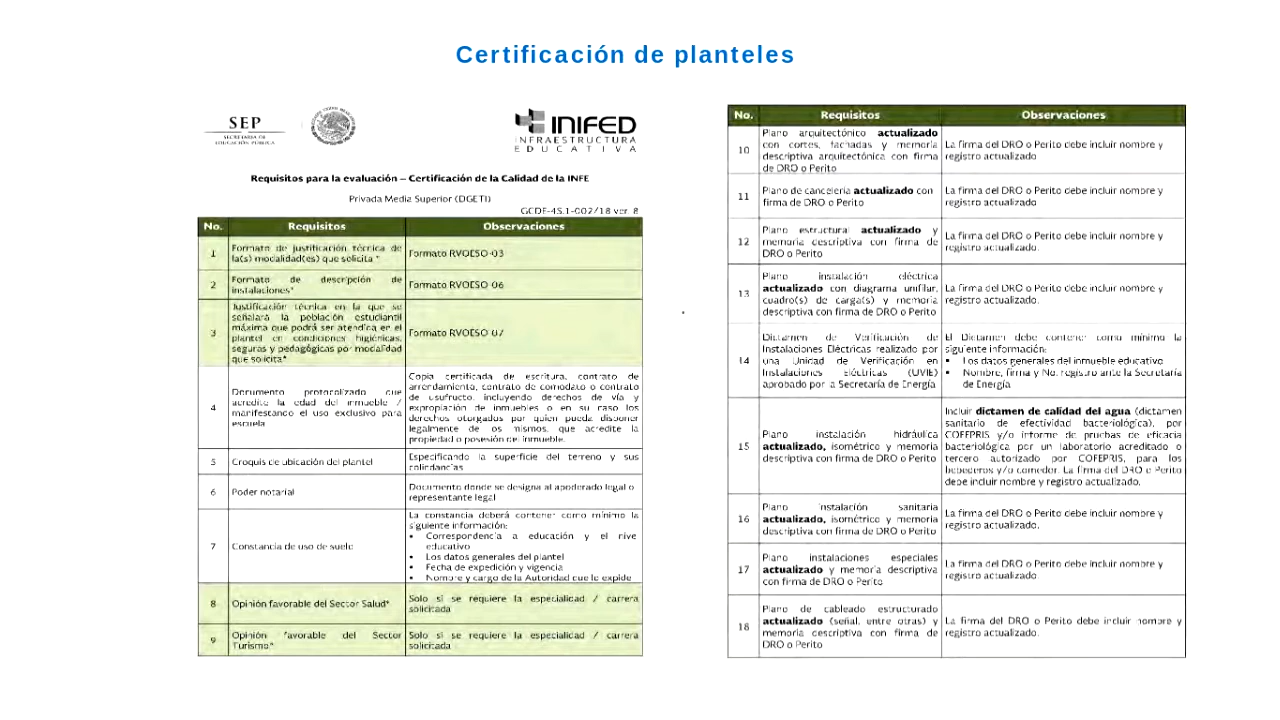 Certificación de planteles
SEP
SECRETARÍA DE
EDUCACIÓN PÚBLICA
INIFED
INFRAESTRUCTURA
EDUCATIVA
Requisitos para la evaluación – Certificación de la Calidad de la INFE
Privada Media Superior (DGETI)
GCDE-4S.1-002/18 ver. 8
No. Requisitos Observaciones
1 Formato de justificación técnica de
la(s) modalidad(es) que solicita * Formato RVOESO-03
2 Formato de descripción de
instalaciones* Formato RVOESO-06
3 Justificación técnica en la que se
señalará la población estudiantil
máxima que podrá ser atendida en el
plantel en condiciones higiénicas,
seguras y pedagógicas por modalidad
que solicita* Formato RVOESO-07
4 Documento protocolizado que
acredite la edad del inmueble /
manifestando el uso exclusivo para
escuela
Copia certificada de escritura, contrato de
arrendamiento, contrato de comodato o contrato
de usufructo, incluyendo derechos de vía y
expropiación de inmuebles o en su caso los
derechos otorgados por quien pueda disponer
legalmente de los mismos, que acredite la
propiedad o posesión de inmueble.
5 Croquis de ubicación del plantel
Especificando la superficie del terreno y sus
colindancias
6 Poder notarial
Documento donde se designa al apoderado legal o
representante legal
7 Constancia de uso de suelo
La constancia deberá contener como mínimo la
siguiente información:
• Correspondencia a educación y el nivel
educativo
• Los datos generales del plantel
• Fecha de expedición y vigencia
• Nombre y cargo de la Autoridad que le expide
8 Opinión favorable del Sector Salud*
Solo si se requiere la especialidad / carrera
solicitada
9 Opinión favorable del Sector
Turismo*
Solo si se requiere la especialidad / carrera
solicitada
No. Requisitos Observaciones
10 Plano arquitectónico actualizado
con cortes, fachadas y memoria
descriptiva arquitectónica con firma
de DRO o Perito
La firma del DRO o Perito debe incluir nombre y
registro actualizado
11 Plano de cancelería actualizado con
firma de DRO o Perito
La firma del DRO o Perito debe incluir nombre y
registro actualizado.
12 Plano estructural actualizado y
memoria descriptiva con firma de
DRO o Perito
La firma del DRO o Perito debe incluir nombre y
registro actualizado.
13 Plano instalación eléctrica
actualizado con diagrama unifilar,
cuadro(s) de carga(s) y memoria
descriptiva con firma de DRO o Perito
La firma del DRO o Perito debe incluir nombre y
registro actualizado.
14 Dictamen de Verificación de
Instalaciones Eléctricas realizado por
una Unidad de Verificación en
Instalaciones Eléctricas (UVIE)
aprobado por la Secretaría de Energía
El Dictamen debe contener como mínimo la
siguiente información:
• Los datos generales del inmueble educativo
• Nombre, firma y No. registro ante la Secretaría
de Energía
15 Plano instalación hidráulica
actualizado, isométrico y memoria
descriptiva con firma de DRO o Perito
Incluir dictamen de calidad del agua (dictamen
sanitario de efectividad bacteriológica), por
COFEPRIS y/o informe de pruebas de eficacia
bacteriológica por un laboratorio acreditado o
tercero autorizado por COFEPRIS, para los
bebederos y/o comedor. La firma del DRO o Perito
debe incluir nombre y registro actualizado.
16 Plano instalación sanitaria
actualizado, isométrico y memoria
descriptiva con firma de DRO o Perito
La firma del DRO o Perito debe incluir nombre y
registro actualizado.
17 Plano instalaciones especiales
actualizado y memoria descriptiva
con firma de DRO o Perito
La firma del DRO o Perito debe incluir nombre y
registro actualizado
18 Plano de cableado estructurado
actualizado (señal, entre otras) y
memoria descriptiva con firma de
DRO o Perito
La firma del DRO o Perito debe incluir nombre y
registro actualizado.